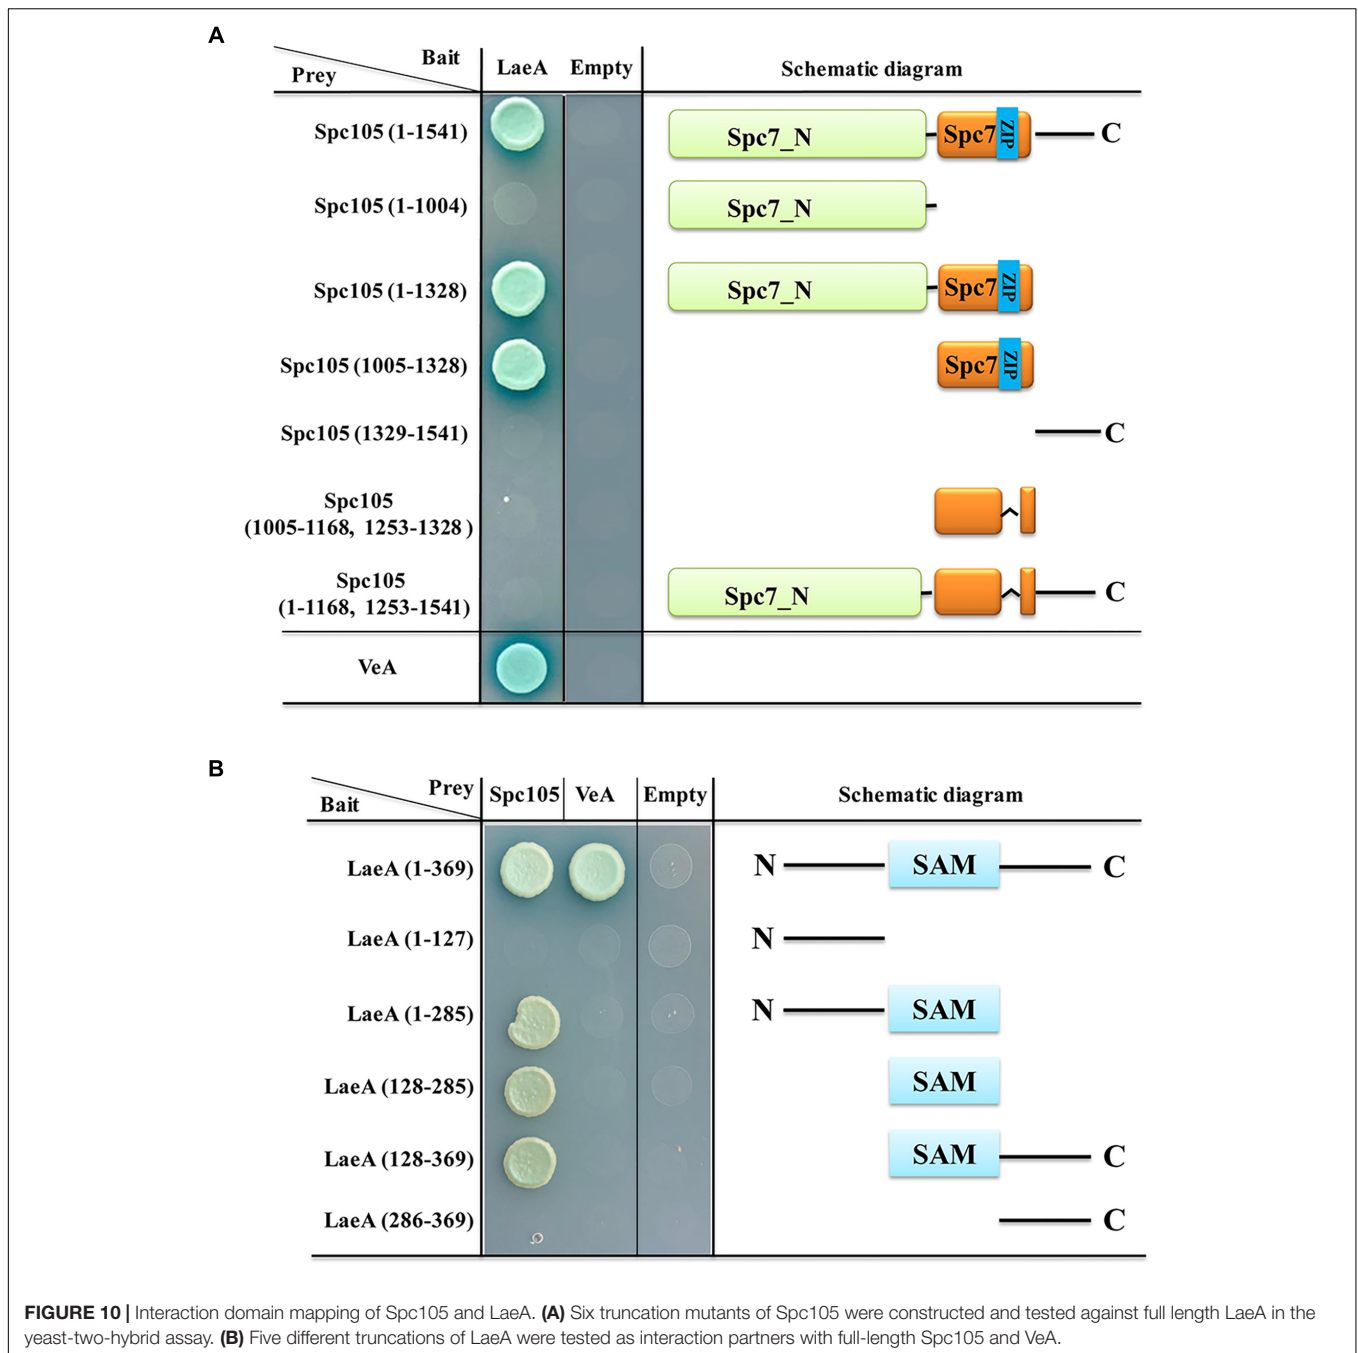 A
Bait
Prey
LaeA Empty Schematic diagram
Spc105 (1-1541) Spc7_N Spc7 ZIP C
Spc105 (1-1004) Spc7_N
Spc105 (1-1328) Spc7_N Spc7 ZIP
Spc105 (1005-1328) Spc7 ZIP
Spc105 (1329-1541) C
Spc105
(1005-1168, 1253-1328)
Spc105
(1-1168, 1253-1541) Spc7_N C
VeA
B
Prey
Bait
Spc105 VeA Empty Schematic diagram
LaeA (1-369) N SAM C
LaeA (1-127) N
LaeA (1-285) N SAM
LaeA (128-285) SAM
LaeA (128-369) SAM C
LaeA (286-369) C
FIGURE 10 | Interaction domain mapping of Spc105 and LaeA. (A) Six truncation mutants of Spc105 were constructed and tested against full length LaeA in the
yeast-two-hybrid assay. (B) Five different truncations of LaeA were tested as interaction partners with full-length Spc105 and VeA.